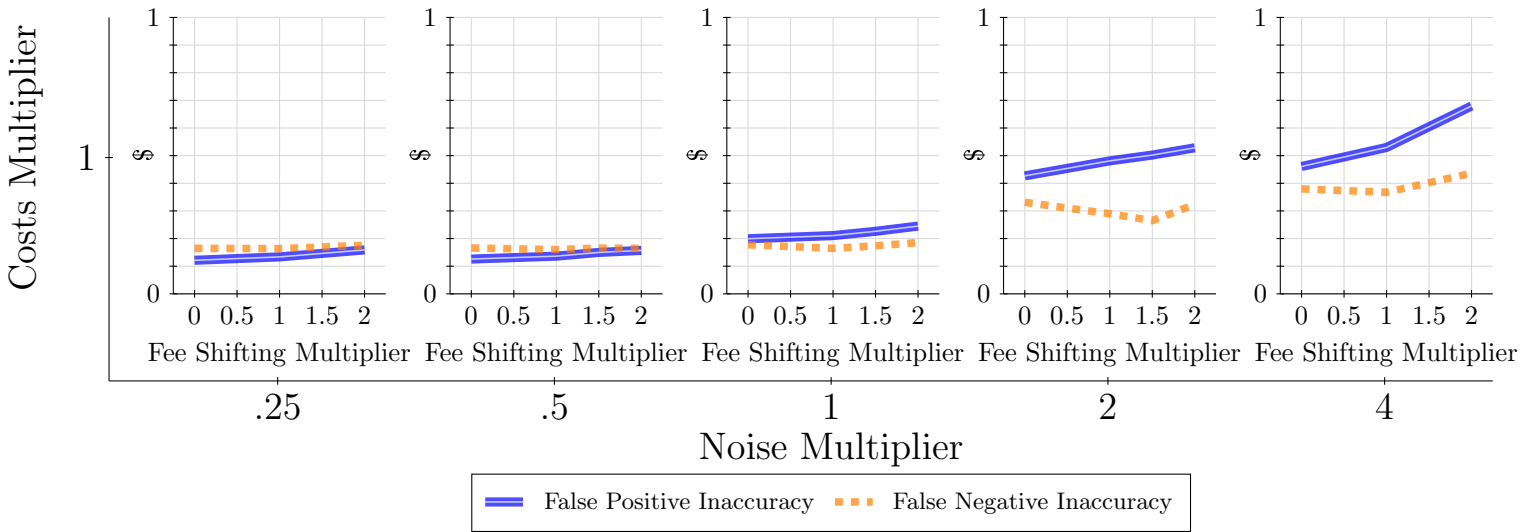 Costs Multiplier
1
1
$
0
0 0.5 1 1.5 2
Fee Shifting Multiplier
1
$
0
0 0.5 1 1.5 2
Fee Shifting Multiplier
1
$
0
0 0.5 1 1.5 2
Fee Shifting Multiplier
1
$
0
0 0.5 1 1.5 2
Fee Shifting Multiplier
1
$
0
0 0.5 1 1.5 2
Fee Shifting Multiplier
.25 .5 1 2 4
Noise Multiplier
False Positive Inaccuracy False Negative Inaccuracy